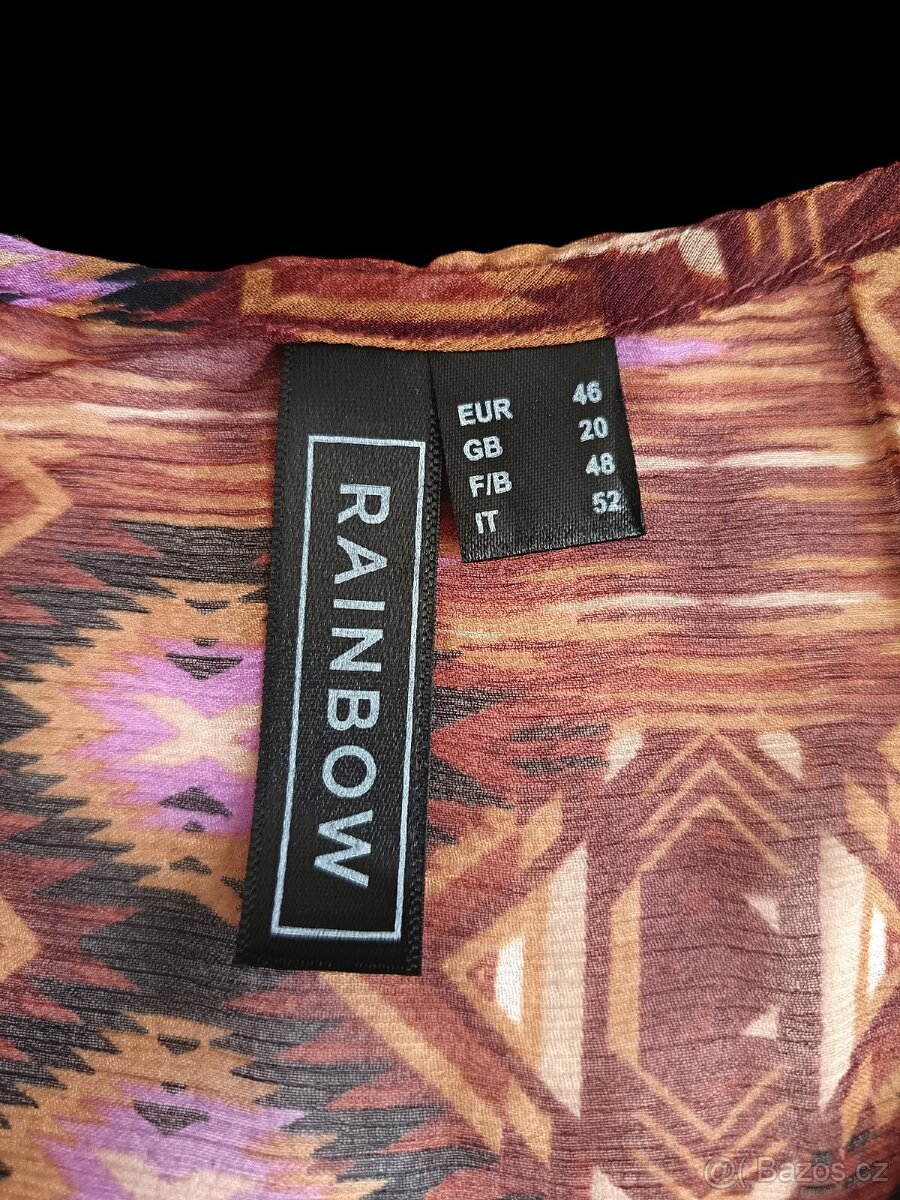 EUR 46
GB 20
F/B 48
IT 52
RAINBOW
Bazos.cz